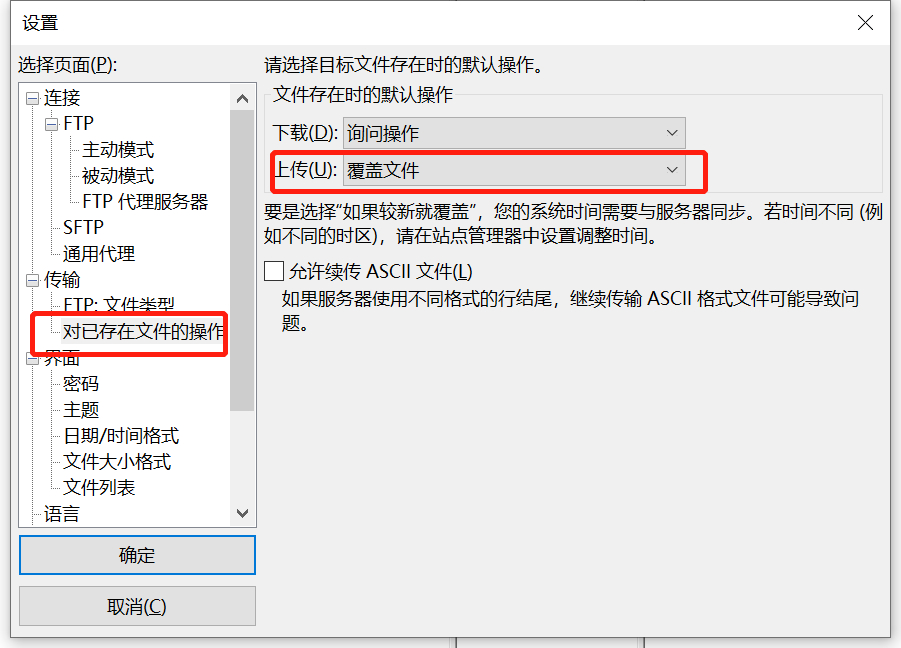 设置
选择页面(P):
连接
FTP
主动模式
被动模式
FTP 代理服务器
SFTP
通用代理
传输
FTP: 文件类型
对已存在文件的操作
界面
密码
主题
日期/时间格式
文件大小格式
文件列表
语言
确定
取消(C)
请选择目标文件存在时的默认操作。
文件存在时的默认操作
下载(D): 询问操作
上传(U): 覆盖文件
要是选择“如果较新就覆盖”，您的系统时间需要与服务器同步。若时间不同 (例
如不同的时区)，请在站点管理器中设置调整时间。
允许续传 ASCII 文件(L)
如果服务器使用不同格式的行结尾，继续传输 ASCII 格式文件可能导致问
题。